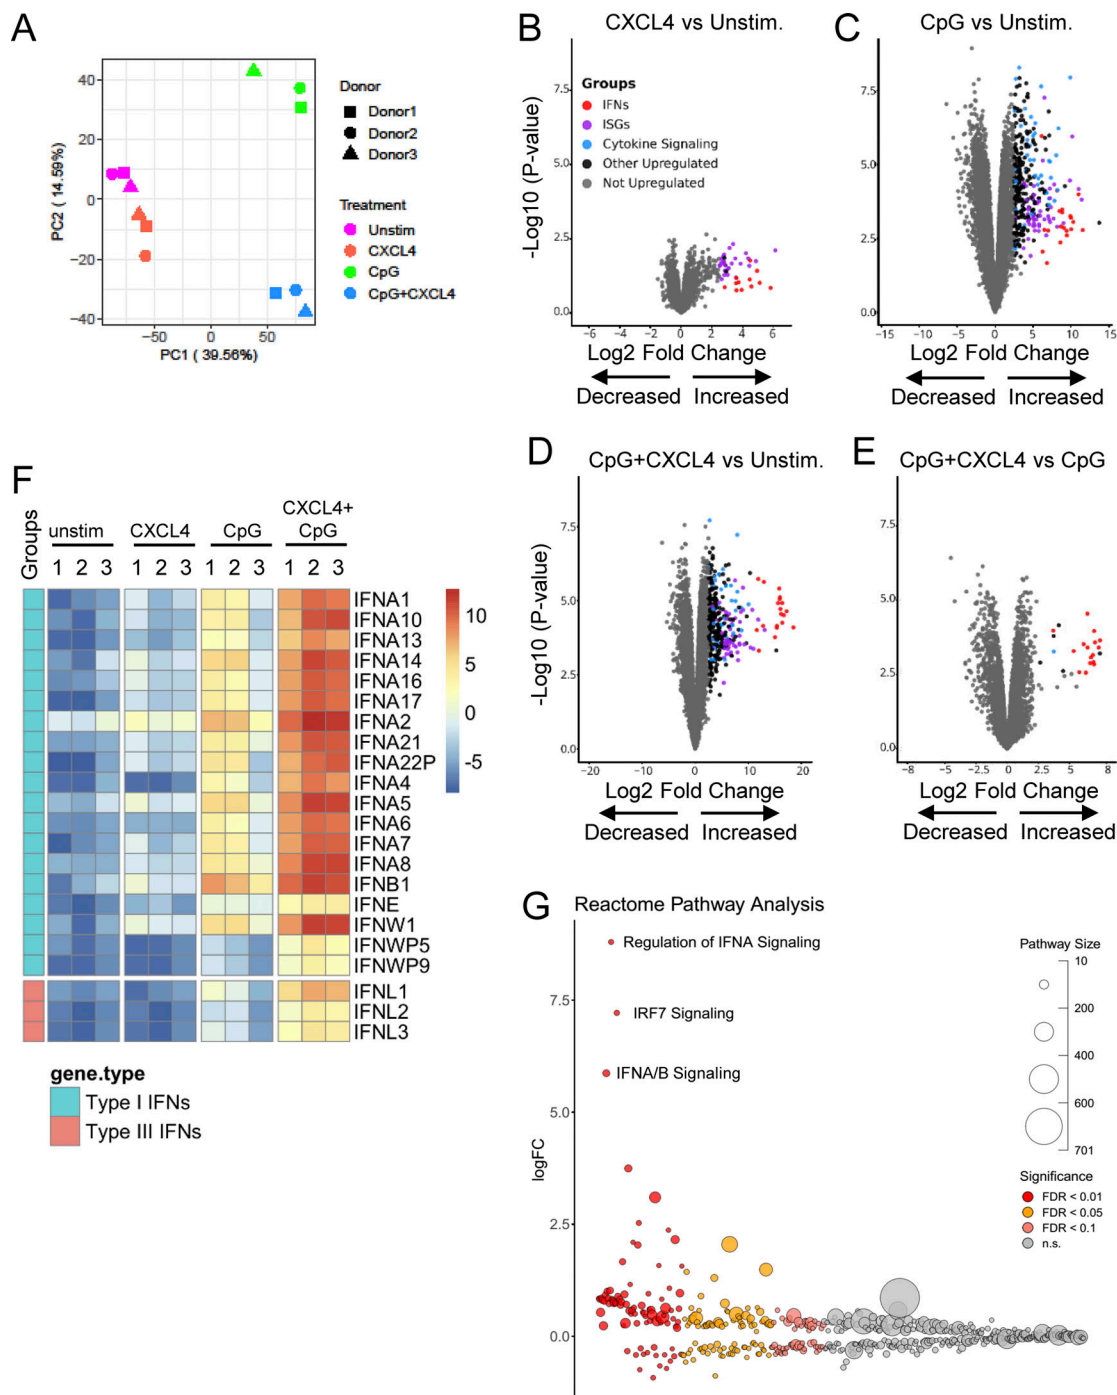 A
40
20
0
−20
−40
PC2 ( 14.59%)
−50
0
50
PC1 ( 39.56%)
Donor
Donor1
Donor2
Donor3
Treatment
Unstim
CXCL4
CpG
CpG+CXCL4
B
CXCL4 vs Unstim.
-Log10 (P-value)
7.5
5.0
2.5
0.0
Groups
IFNs
ISGs
Cytokine Signaling
Other Upregulated
Not Upregulated
−6 −4 −2 0 2 4 6
Log2 Fold Change
Decreased Increased
C
CpG vs Unstim.
7.5
5.0
2.5
0.0
−15 −10 −5 0 5 10 15
Log2 Fold Change
Decreased Increased
D
CpG+CXCL4 vs Unstim.
-Log10 (P-value)
7.5
5.0
2.5
0.0
−20 −10 0 10 20
Log2 Fold Change
Decreased Increased
E
CpG+CXCL4 vs CpG
7.5
5.0
2.5
0.0
−8 −5 −2 0 2.5 5 8
Log2 Fold Change
Decreased Increased
F
Groups
unstim CXCL4 CpG CXCL4+
CpG
1 2 3 1 2 3 1 2 3 1 2 3
IFNA1
IFNA10
IFNA13
IFNA14
IFNA16
IFNA17
IFNA2
IFNA21
IFNA22P
IFNA4
IFNA5
IFNA6
IFNA7
IFNA8
IFNB1
IFNE
IFNW1
IFNWP5
IFNWP9
IFNL1
IFNL2
IFNL3
10
5
0
-5
gene.type
Type I IFNs
Type III IFNs
G
Reactome Pathway Analysis
logFC
7.5
5.0
2.5
0.0
Regulation of IFNA Signaling
IRF7 Signaling
IFNA/B Signaling
Pathway Size
10
200
400
600
701
Significance
FDR < 0.01
FDR < 0.05
FDR < 0.1
n.s.